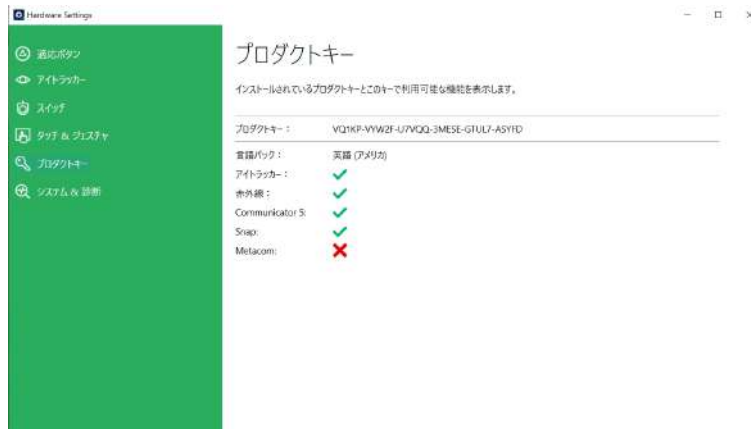 Hardware Settings
適応ボタン
アイトラッカー
スイッチ
タッチ & ジェスチャ
プロダクトキー
システム & 診断
プロダクトキー
インストールされているプロダクトキーとこのキーで利用可能な機能を表示します。
プロダクトキー： VQ1KP-VYW2F-U7VQQ-3MESE-GTUL7-ASYFD
言語パック： 英語 (アメリカ)
アイトラッカー：
赤外線：
Communicator 5:
Snap:
Metacom: